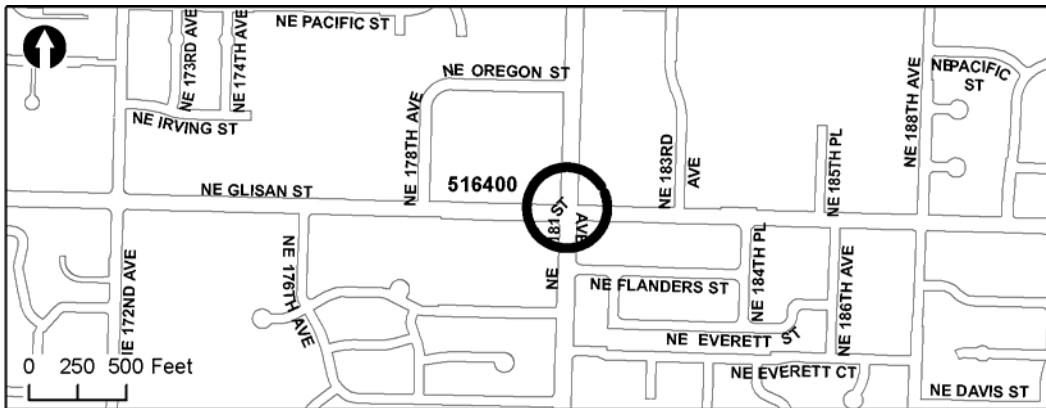 NE PACIFIC ST
NE 173RD AVE
NE 174TH AVE
NE OREGON ST
NE PACIFIC
ST
NE IRVING ST
NE 178TH AVE
NE 183RD
AVE
NE 185TH PL
NE 188TH AVE
NE GLISAN ST
516400
NE 181ST
AVE
NE 172ND AVE
NE 176TH AVE
NE FLANDERS ST
NE 184TH PL
NE 186TH AVE
NE EVERETT ST
NE EVERETT CT
NE DAVIS ST
0 250 500 Feet